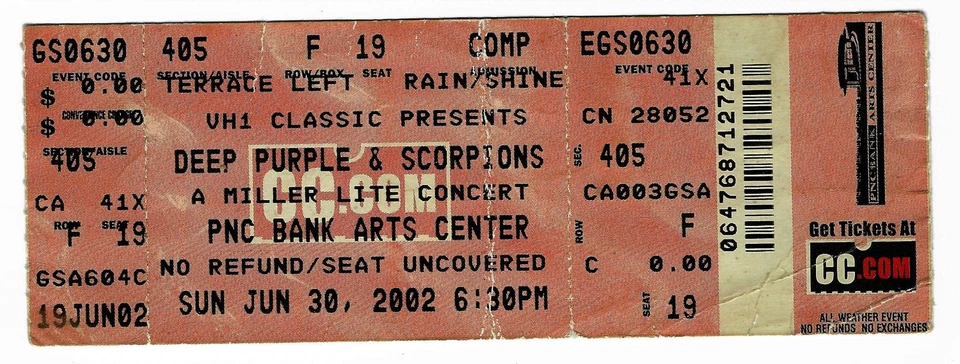 GS0630 405 F 19 COMP EGS0630
EVENT CODE SECTION/AISLE ROW/BOX SEAT ADMISSION EVENT CODE
$ 0.00 TERRACE LEFT RAIN/SHINE 41X
$ 0.00 VH1 CLASSIC PRESENTS CN 28052
CONVENIENCE CHARGE
SECTION/AISLE
405 DEEP PURPLE & SCORPIONS SEC. 405
CA 41X A MILLER LITE CONCERT CA003GSA
CC.COM
ROW SEAT
F 19 PNC BANK ARTS CENTER ROW F
GSA604C NO REFUND/SEAT UNCOVERED C 0.00
19JUN02 SUN JUN 30, 2002 6:30PM SEAT 19
064768712721
PNC BANK ARTS CENTER
Get Tickets At
CC.COM
ALL WEATHER EVENT
NO REFUNDS NO EXCHANGES